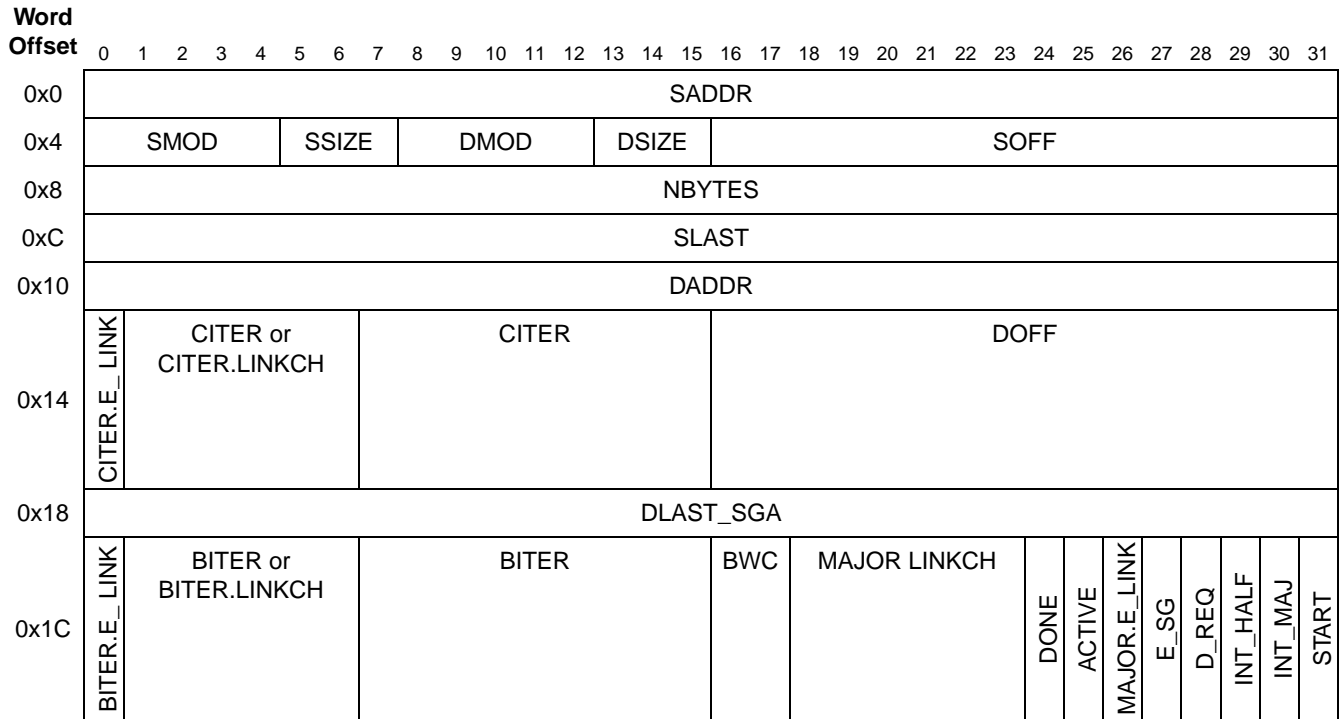 Word
Offset 0 1 2 3 4 5 6 7 8 9 10 11 12 13 14 15 16 17 18 19 20 21 22 23 24 25 26 27 28 29 30 31
0x0 SADDR
0x4 SMOD SSIZE DMOD DSIZE SOFF
0x8 NBYTES
0xC SLAST
0x10 DADDR
0x14 CITER.E_ LINK CITER or
CITER.LINKCH CITER DOFF
0x18 DLAST_SGA
0x1C BITER.E_ LINK BITER or
BITER.LINKCH BITER BWC MAJOR LINKCH DONE ACTIVE MAJOR.E_LINK E_SG D_REQ INT_HALF INT_MAJ START